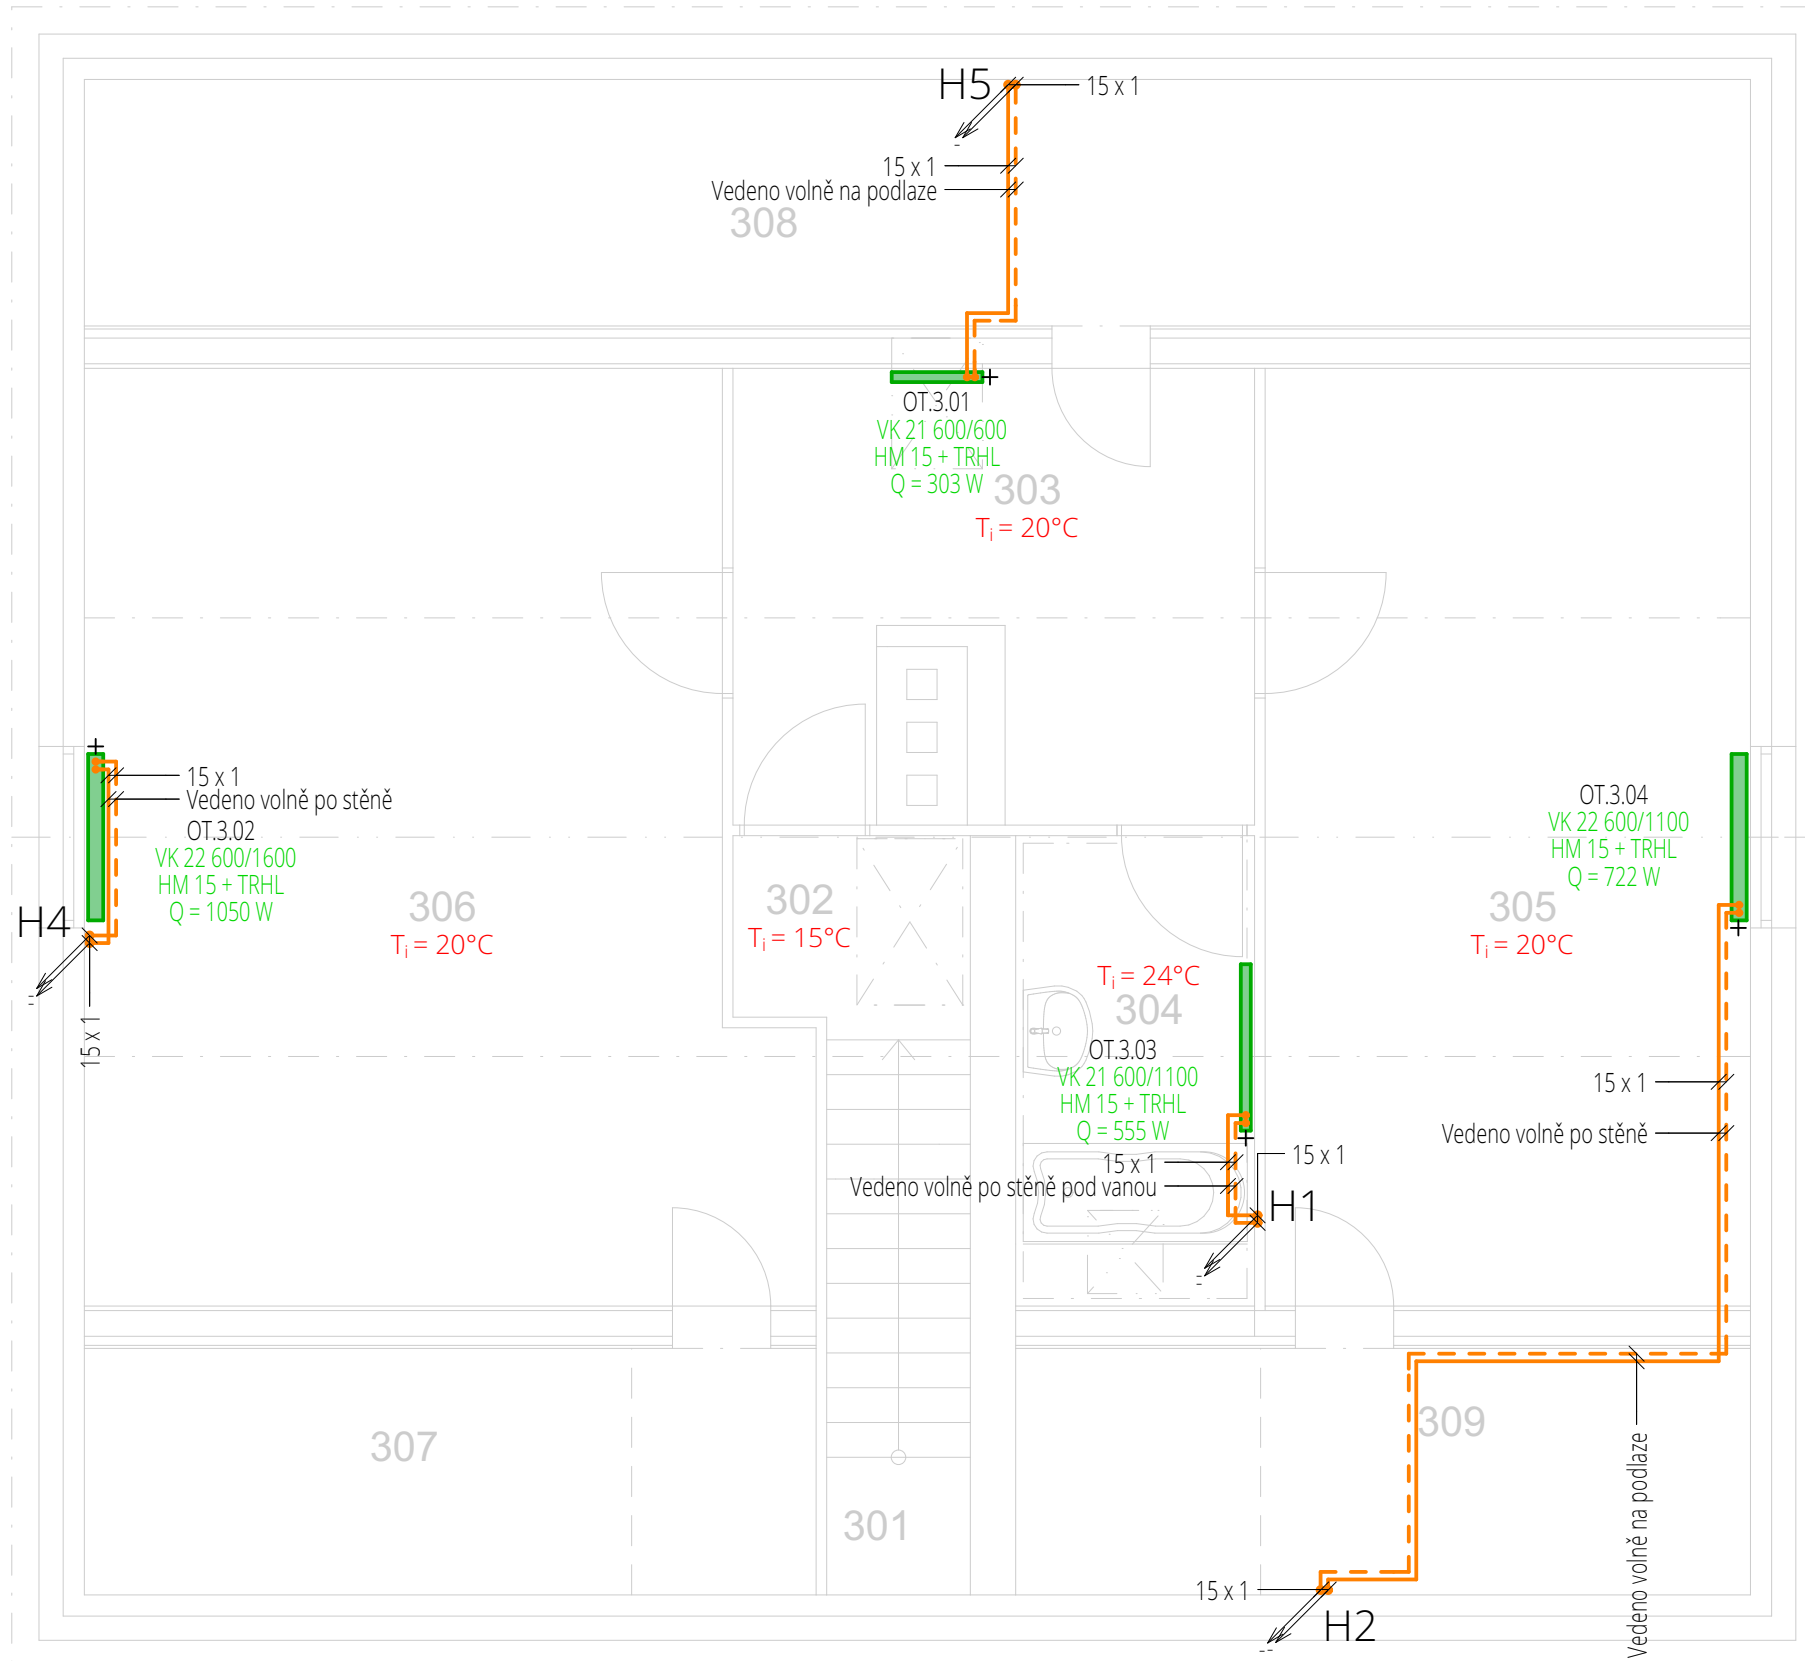 H5
15 x 1
15 x 1
Vedeno volně na podlaze
308
OT.3.01
VK 21 600/600
HM 15 + TRHL
Q = 303 W
303
Tᵢ = 20°C
15 x 1
Vedeno volně po stěně
OT.3.02
VK 22 600/1600
HM 15 + TRHL
Q = 1050 W
H4
15 x 1
306
Tᵢ = 20°C
302
Tᵢ = 15°C
OT.3.04
VK 22 600/1100
HM 15 + TRHL
Q = 722 W
305
Tᵢ = 20°C
Tᵢ = 24°C
304
OT.3.03
VK 21 600/1100
HM 15 + TRHL
Q = 555 W
15 x 1
Vedeno volně po stěně pod vanou
15 x 1
H1
15 x 1
Vedeno volně po stěně
307
301
309
Vedeno volně na podlaze
15 x 1
H2